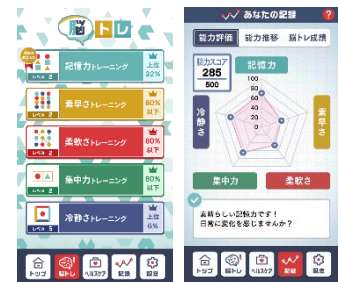 脳トレ
記憶力トレーニング
上位
32%
レベル 2
素早さトレーニング
80%
以下
レベル 2
柔軟さトレーニング
80%
以下
レベル 2
集中力トレーニング
80%
以下
レベル 2
冷静さトレーニング
上位
6%
レベル 5
トップ
脳トレ
ヘルスケア
記録
設定
あなたの記録
?
能力評価
能力推移
脳トレ成績
脳力スコア
285
500
記憶力
100
80
60
40
20
0
冷静さ
素早さ
集中力
柔軟さ
素晴らしい記憶力です!
日常に変化を感じませんか?
トップ
脳トレ
ヘルスケア
記録
設定